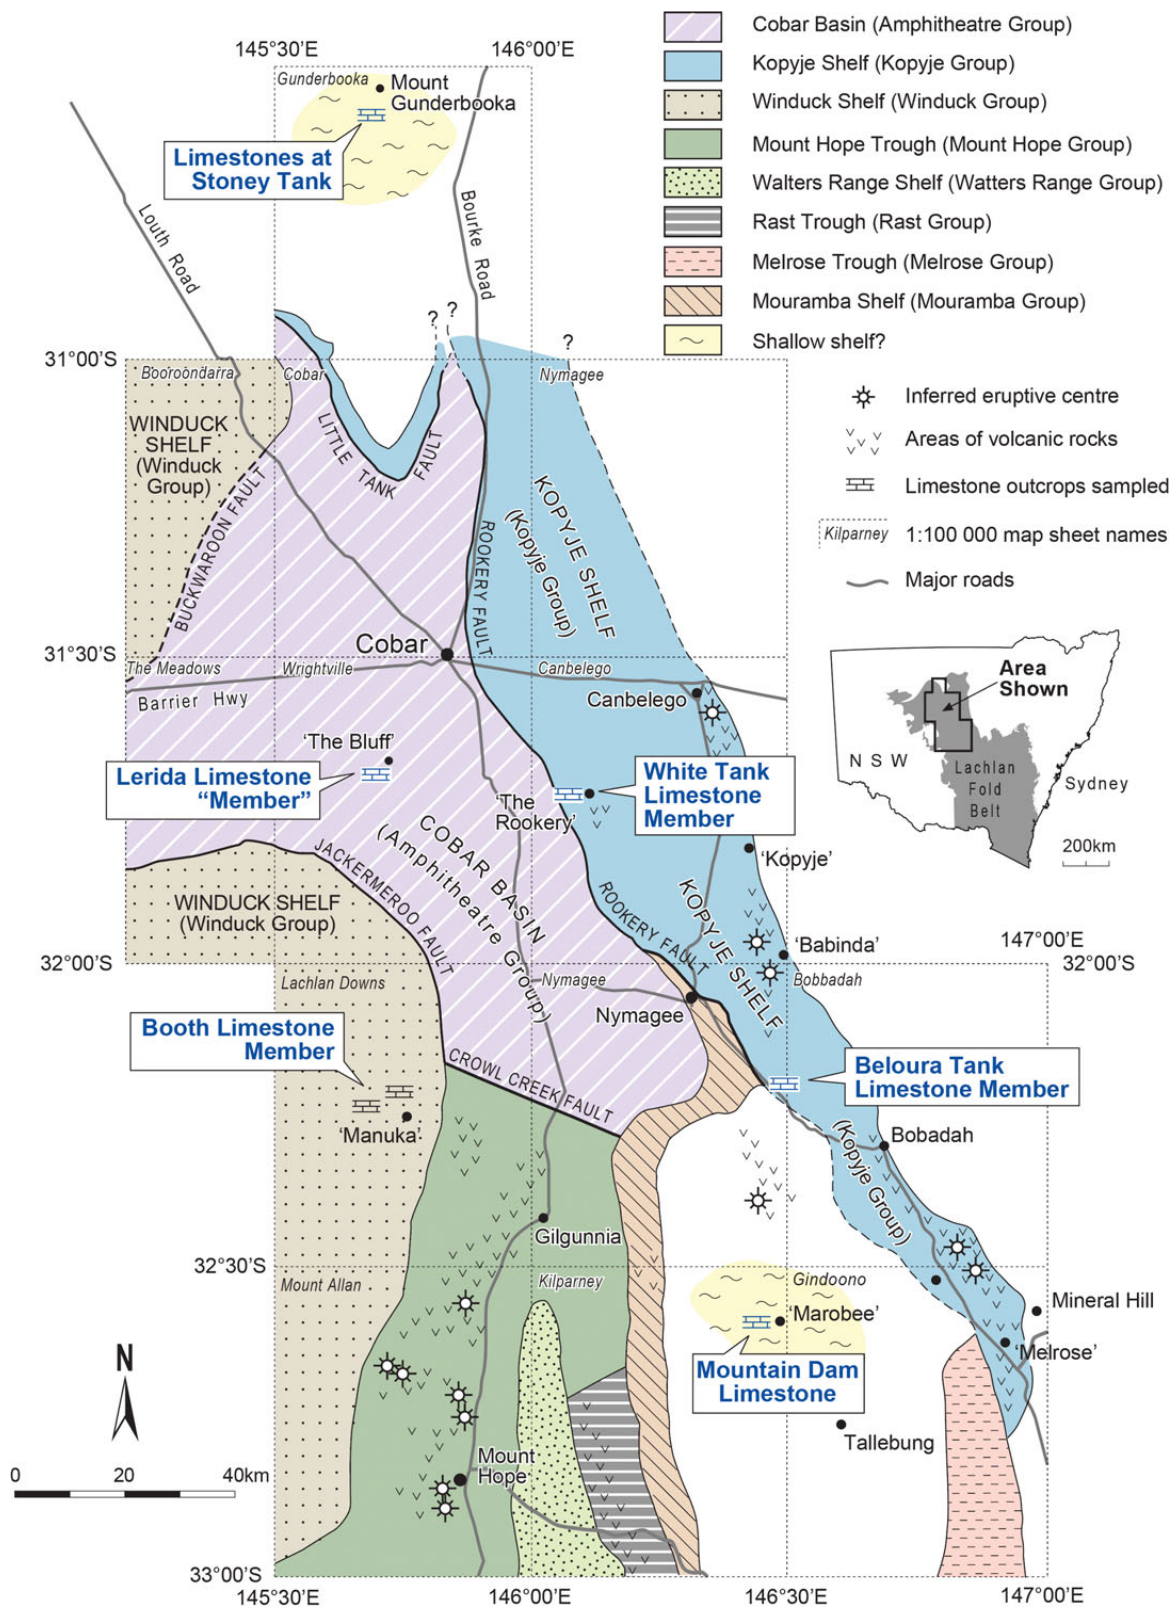 145°30'E
146°00'E
Gunderbooka
Mount
Gunderbooka
Limestones at
Stoney Tank
Louth Road
Bourke Road
Cobar Basin (Amphitheatre Group)
Kopyje Shelf (Kopyje Group)
Winduck Shelf (Winduck Group)
Mount Hope Trough (Mount Hope Group)
Walters Range Shelf (Watters Range Group)
Rast Trough (Rast Group)
Melrose Trough (Melrose Group)
Mouramba Shelf (Mouramba Group)
Shallow shelf?
Inferred eruptive centre
Areas of volcanic rocks
Limestone outcrops sampled
Kilparney
1:100 000 map sheet names
Major roads
?
?
?
31°00'S
Booroondarra
Cobar
Nymagee
WINDUCK
SHELF
(Winduck
Group)
LITTLE TANK FAULT
BUCKWAROON FAULT
ROOKERY FAULT
KOPYJE SHELF
(Kopyje Group)
Cobar
31°30'S
The Meadows
Wrightville
Canbelego
Barrier Hwy
Canbelego
Area
Shown
NSW
Lachlan
Fold
Belt
Sydney
200km
'The Bluff'
Lerida Limestone
“Member”
'The
Rookery'
White Tank
Limestone
Member
'Kopyje'
COBAR BASIN
(Amphitheatre Group)
JACKERMEROO FAULT
WINDUCK SHELF
(Winduck Group)
ROOKERY FAULT
KOPYJE SHELF
'Babinda'
147°00'E
32°00'S
32°00'S
Lachlan Downs
Nymagee
Bobbadah
Nymagee
Booth Limestone
Member
CROWL CREEK FAULT
Beloura Tank
Limestone Member
'Manuka'
(Kopyje Group)
Bobadah
Gilgunnia
32°30'S
Mount Allan
Kilparney
Gindoono
Mineral Hill
'Marobee'
'Melrose'
Mountain Dam
Limestone
N
Tallebung
Mount
Hope
0 20 40km
33°00'S
145°30'E
146°00'E
146°30'E
147°00'E